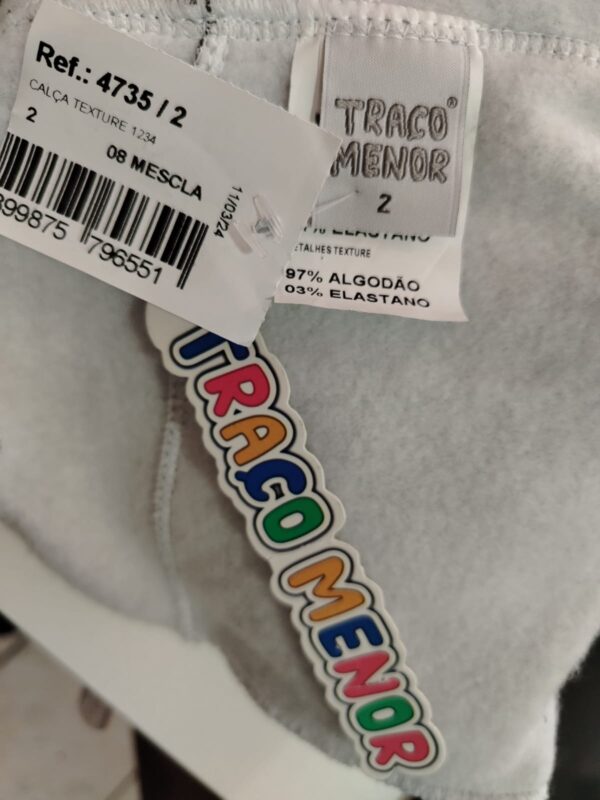 Ref.: 4735 / 2
CALÇA TEXTURE 1234
2
08 MESCLA
11/03/24
899875 796551
TRAÇO®
MENOR
2
ELASTANO
TEXTURE
97% ALGODÃO
03% ELASTANO
TRAÇO MENOR